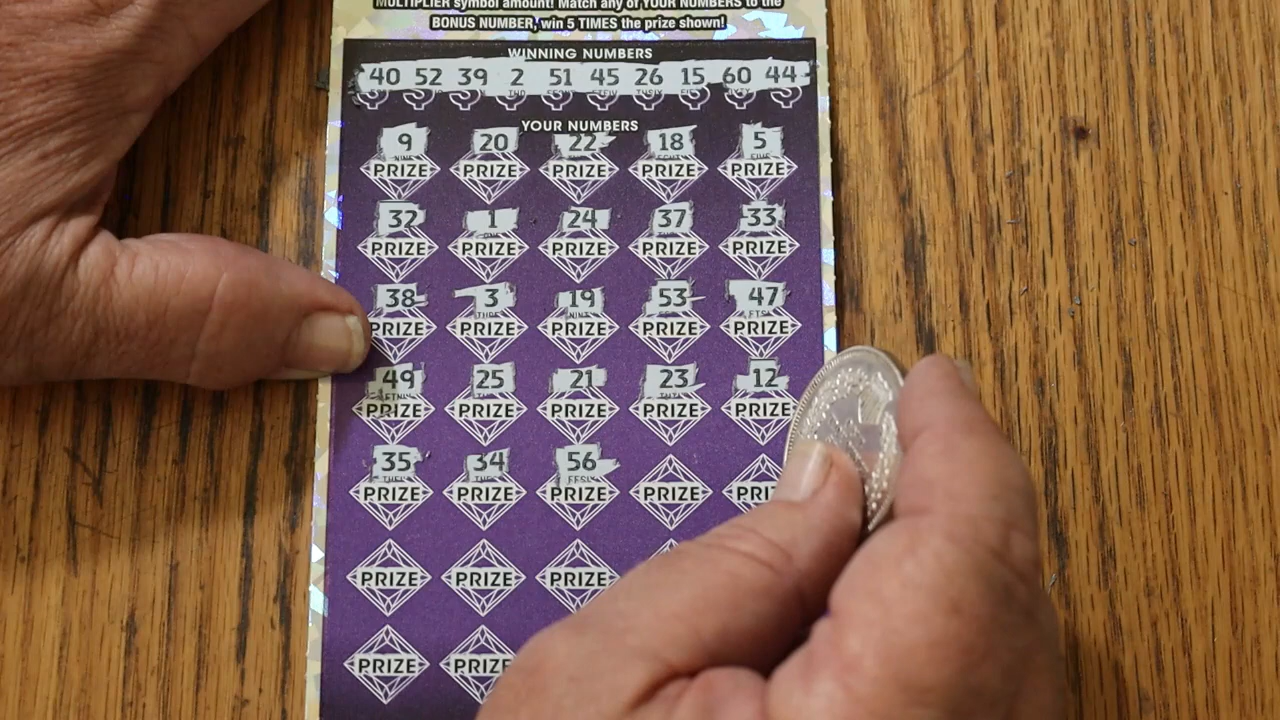 MULTIPLIER symbol amount! Match any of YOUR NUMBERS to the
BONUS NUMBER, win 5 TIMES the prize shown!
WINNING NUMBERS
40 52 39 2 51 45 26 15 60 44
YOUR NUMBERS
9 20 22 18 5
PRIZE PRIZE PRIZE PRIZE PRIZE
32 1 24 37 33
PRIZE PRIZE PRIZE PRIZE PRIZE
38 3 19 53 47
PRIZE PRIZE PRIZE PRIZE PRIZE
49 25 21 23 12
PRIZE PRIZE PRIZE PRIZE PRIZE
35 34 56
PRIZE PRIZE PRIZE PRIZE
PRIZE PRIZE PRIZE
PRIZE PRIZE